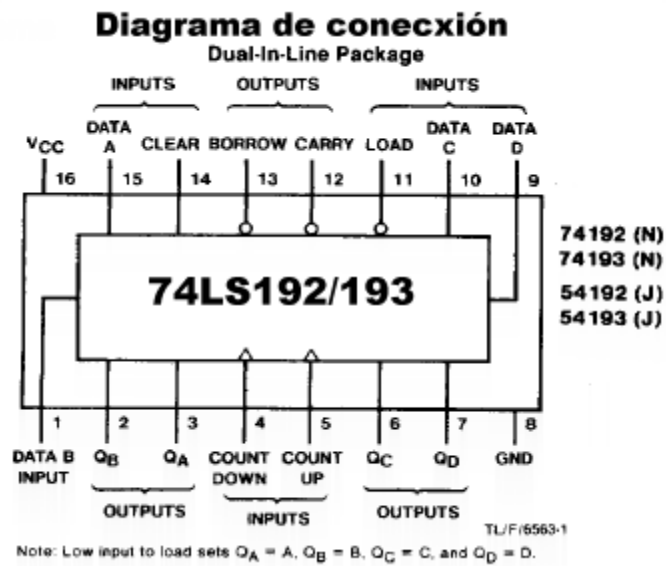 Diagrama de conecxión
Dual-In-Line Package
INPUTS OUTPUTS INPUTS
VCC DATA A CLEAR BORROW CARRY LOAD DATA C DATA D
16 15 14 13 12 11 10 9
74LS192/193
74192 (N)
74193 (N)
54192 (J)
54193 (J)
1 2 3 4 5 6 7 8
DATA B INPUT QB QA COUNT DOWN COUNT UP QC QD GND
OUTPUTS INPUTS OUTPUTS
TL/F/6563-1
Note: Low input to load sets QA = A, QB = B, QC = C, and QD = D.